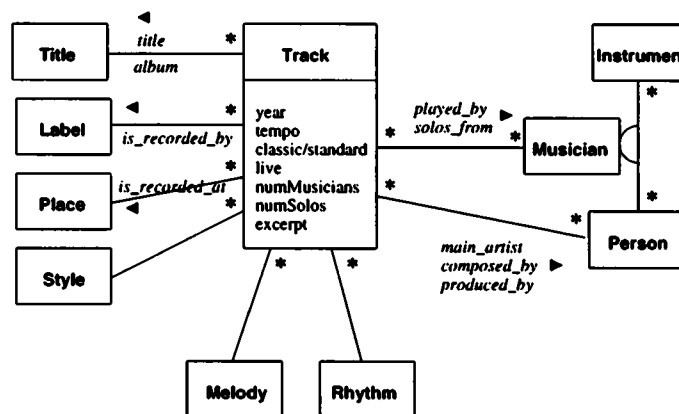 Title
title
album
*
Track
Instrument
*
Label
is_recorded_by
*
year
tempo
classic/standard
live
numMusicians
numSolos
excerpt
played_by
solos_from
*
*
Musician
Place
is_recorded_at
*
*
*
*
*
Person
Style
main_artist
composed_by
produced_by
*
*
Melody
Rhythm